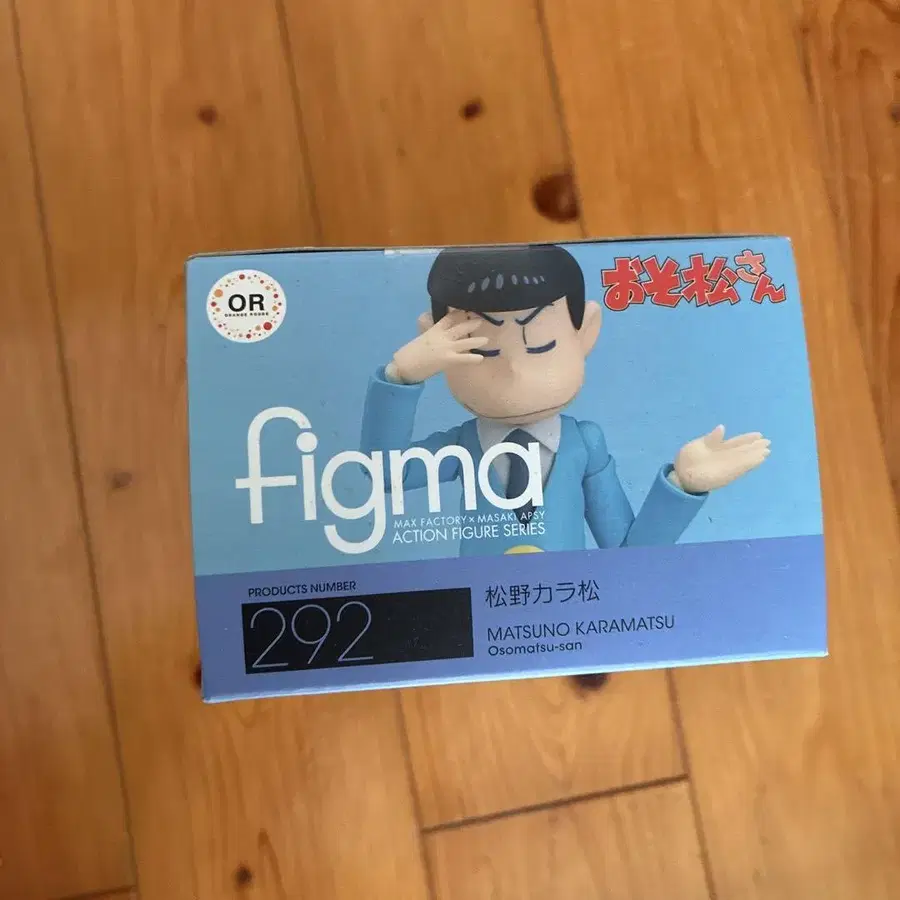 OR
ORANGE ROUGE
おそ松さん
figma
MAX FACTORY × MASAKI APSY
ACTION FIGURE SERIES
PRODUCTS NUMBER
292
松野カラ松
MATSUNO KARAMATSU
Osomatsu-san